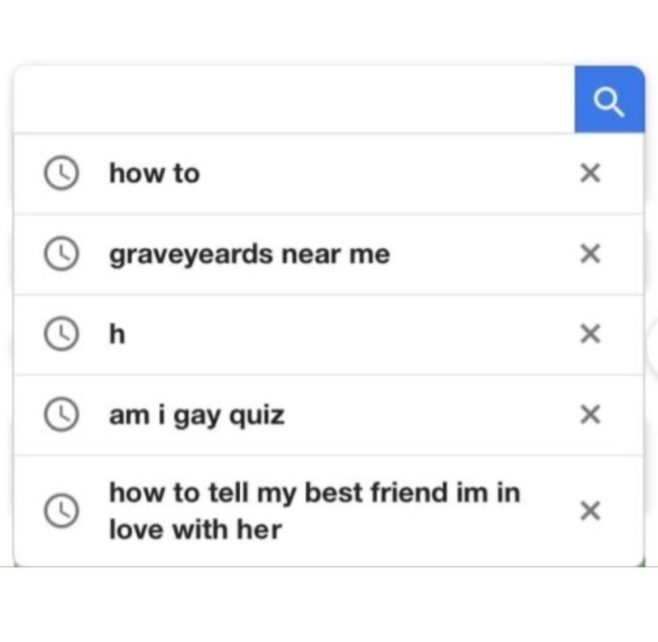 how to
graveyeards near me
h
am i gay quiz
how to tell my best friend im in
love with her